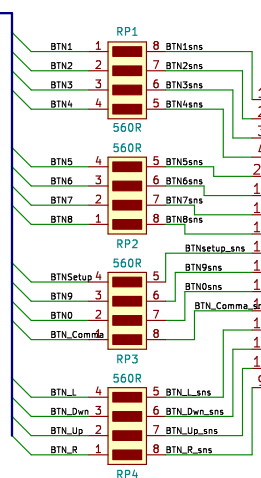 RP1
BTN1 1 8 BTN1sns
BTN2 2 7 BTN2sns
BTN3 3 6 BTN3sns
BTN4 4 5 BTN4sns
560R
BTN5 4 5 BTN5sns
BTN6 3 6 BTN6sns
BTN7 2 7 BTN7sns
BTN8 1 8 BTN8sns
RP2
560R
BTNSetup 4 5 BTNsetup_sns
BTN9 3 6 BTN9sns
BTN0 2 7 BTN0sns
BTN_Comma 1 8 BTN_Comma_sns
RP3
560R
BTN_L 4 5 BTN_L_sns
BTN_Dwn 3 6 BTN_Dwn_sns
BTN_Up 2 7 BTN_Up_sns
BTN_R 1 8 BTN_R_sns
RP4